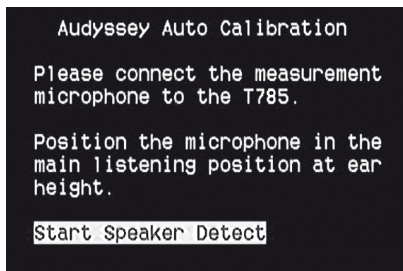 Audyssey Auto Calibration
Please connect the measurement
microphone to the T785.
Position the microphone in the
main listening position at ear
height.
Start Speaker Detect